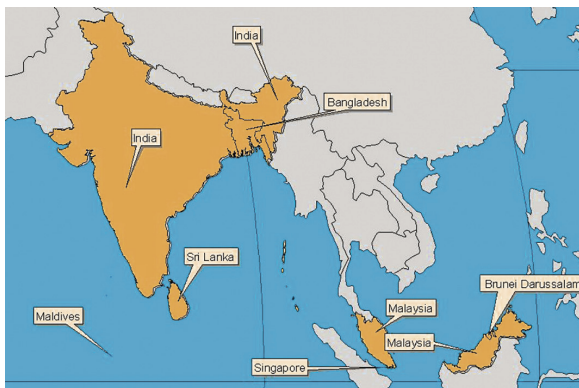 India
Bangladesh
India
Sri Lanka
Brunei Darussalam
Maldives
Malaysia
Malaysia
Singapore